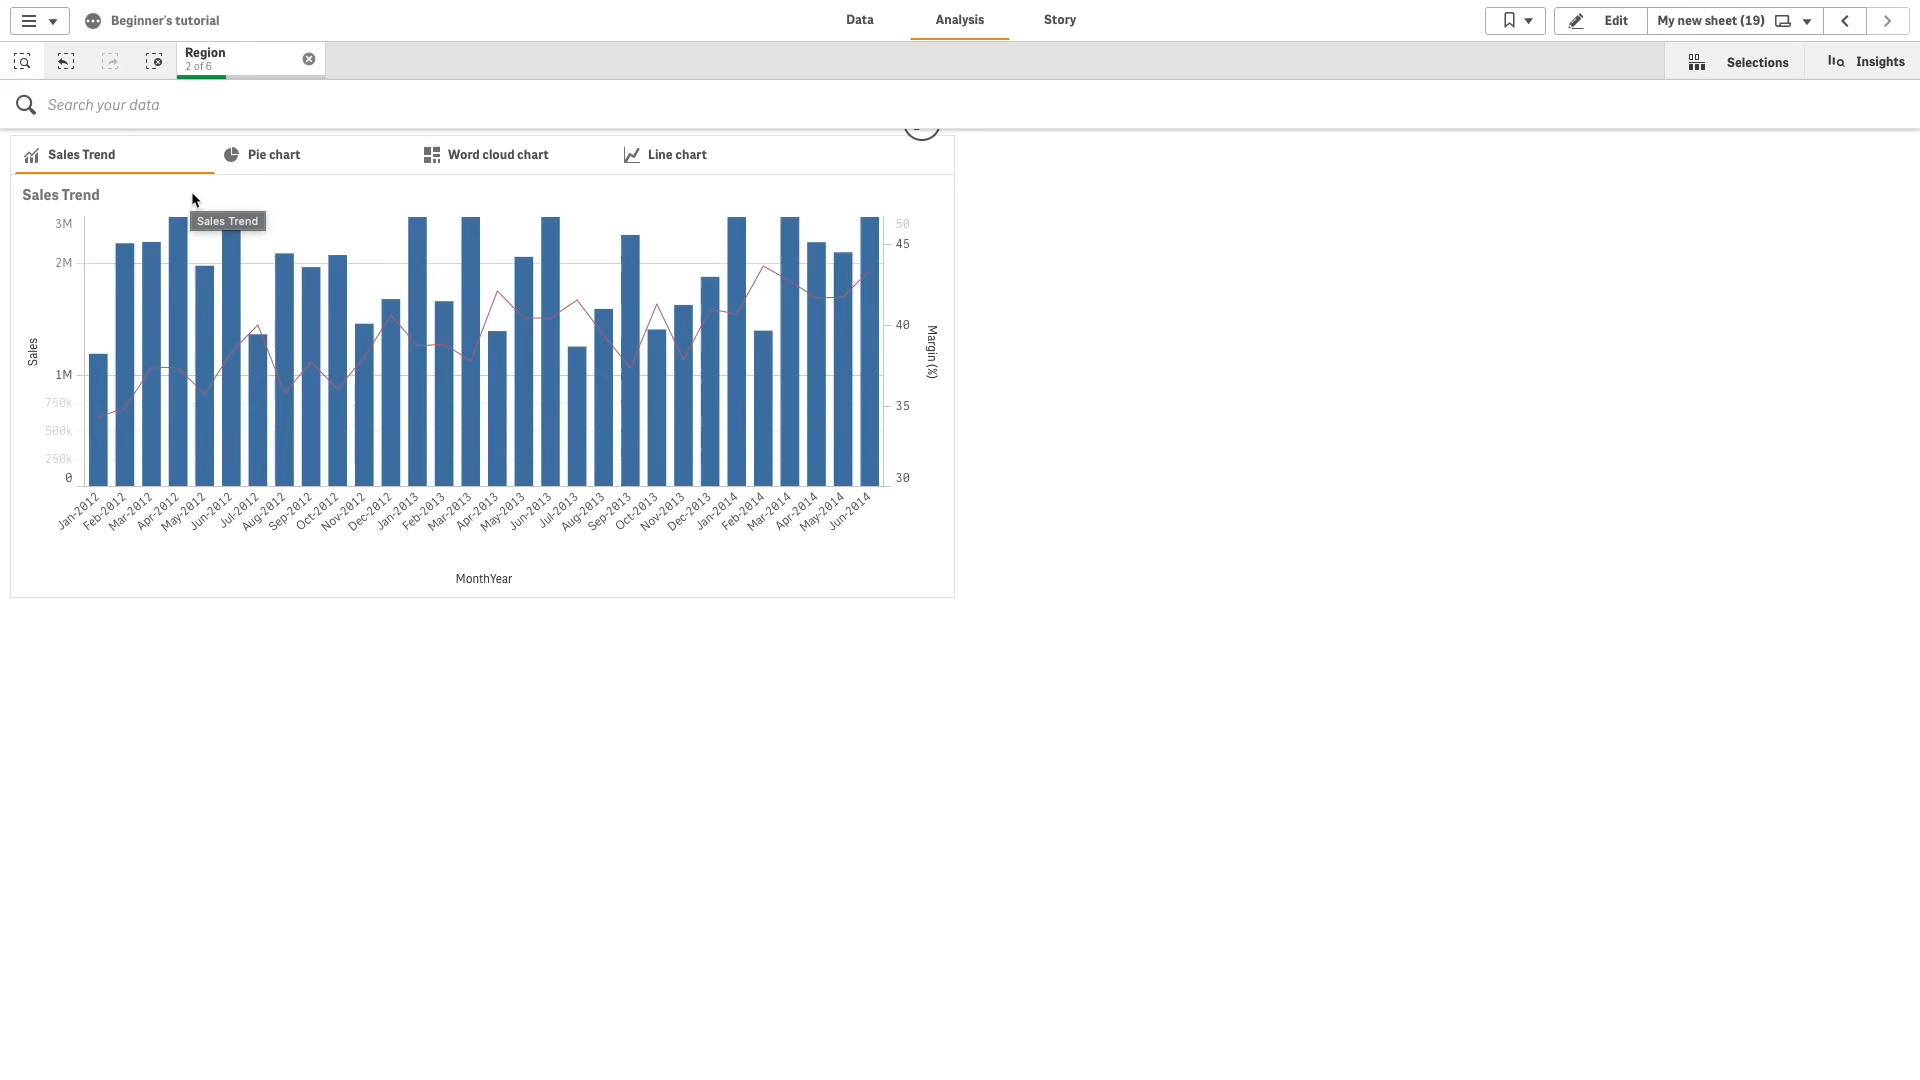 Beginner's tutorial
Data
Analysis
Story
Edit
My new sheet (19)
Region
2 of 6
Selections
Insights
Search your data
Sales Trend
Pie chart
Word cloud chart
Line chart
Sales Trend
Sales Trend
3M
2M
1M
750k
500k
250k
0
Sales
50
45
40
35
30
Margin (%)
Jan-2012
Feb-2012
Mar-2012
Apr-2012
May-2012
Jun-2012
Jul-2012
Aug-2012
Sep-2012
Oct-2012
Nov-2012
Dec-2012
Jan-2013
Feb-2013
Mar-2013
Apr-2013
May-2013
Jun-2013
Jul-2013
Aug-2013
Sep-2013
Oct-2013
Nov-2013
Dec-2013
Jan-2014
Feb-2014
Mar-2014
Apr-2014
May-2014
Jun-2014
MonthYear